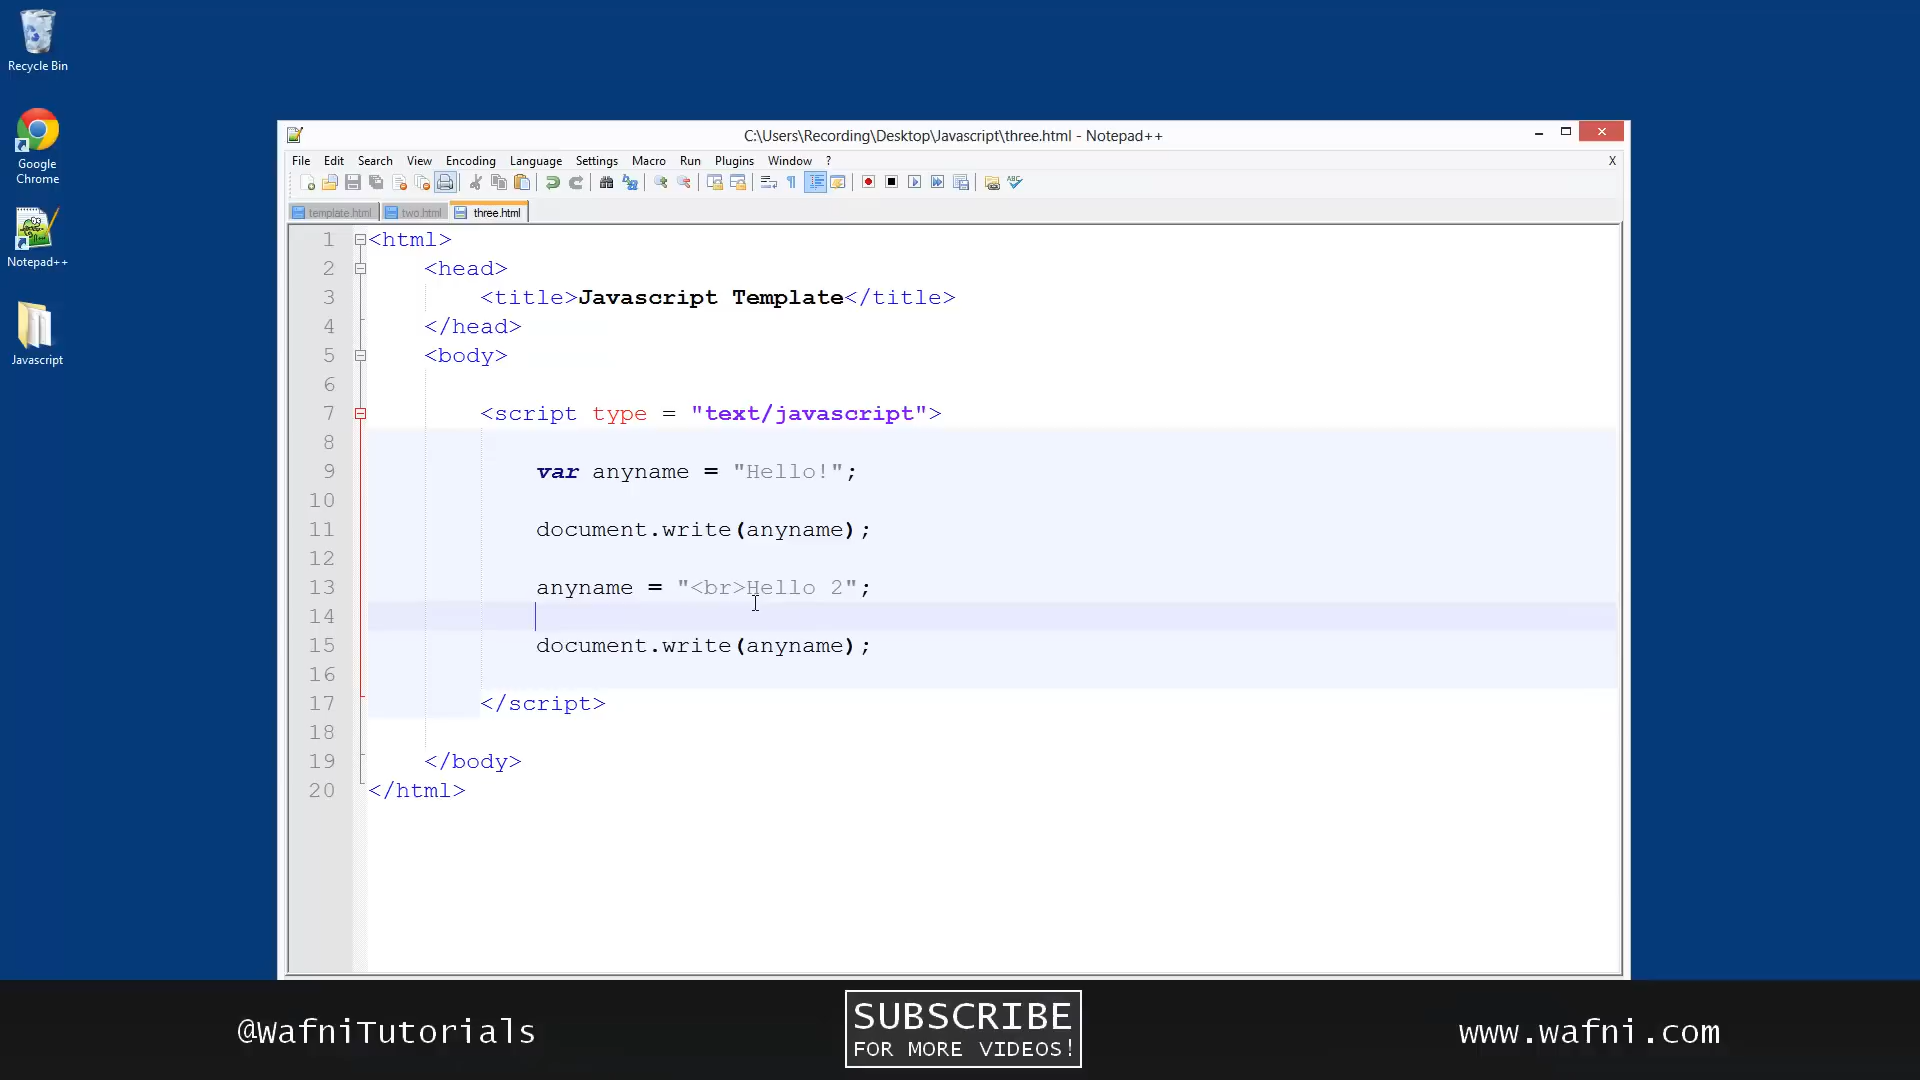 Recycle Bin
Google
Chrome
Notepad++
Javascript
C:\Users\Recording\Desktop\Javascript\three.html - Notepad++
File Edit Search View Encoding Language Settings Macro Run Plugins Window ? X
template.html two.html three.html
1 <html>
2 <head>
3 <title>Javascript Template</title>
4 </head>
5 <body>
6
7 <script type = "text/javascript">
8
9 var anyname = "Hello!";
10
11 document.write(anyname);
12
13 anyname = "<br>Hello 2";
14
15 document.write(anyname);
16
17 </script>
18
19 </body>
20 </html>
@WafniTutorials
SUBSCRIBE
FOR MORE VIDEOS!
www.wafni.com